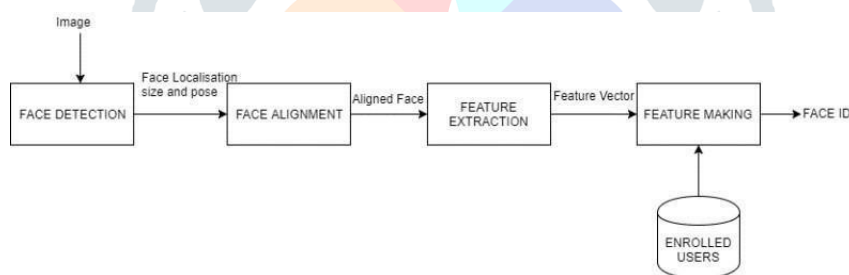 Image
Face Localisation
size and pose
Aligned Face
Feature Vector
FACE DETECTION
FACE ALIGNMENT
FEATURE
EXTRACTION
FEATURE MAKING
FACE ID
ENROLLED
USERS